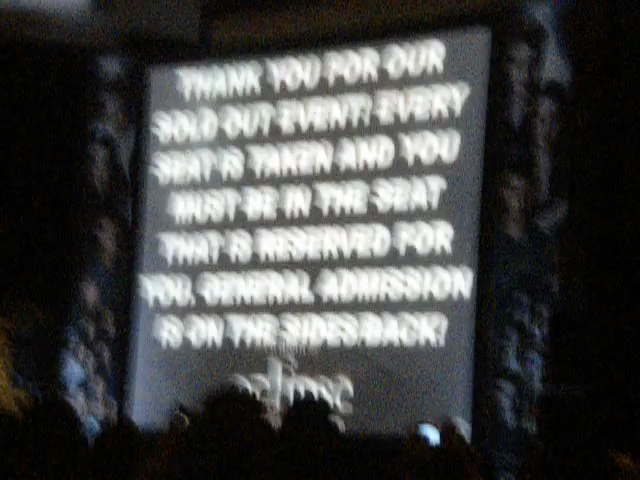 THANK YOU FOR OUR
SOLD OUT EVENT! EVERY
SEAT IS TAKEN AND YOU
MUST BE IN THE SEAT
THAT IS RESERVED FOR
YOU. GENERAL ADMISSION
IS ON THE SIDES/BACK!
eclipse